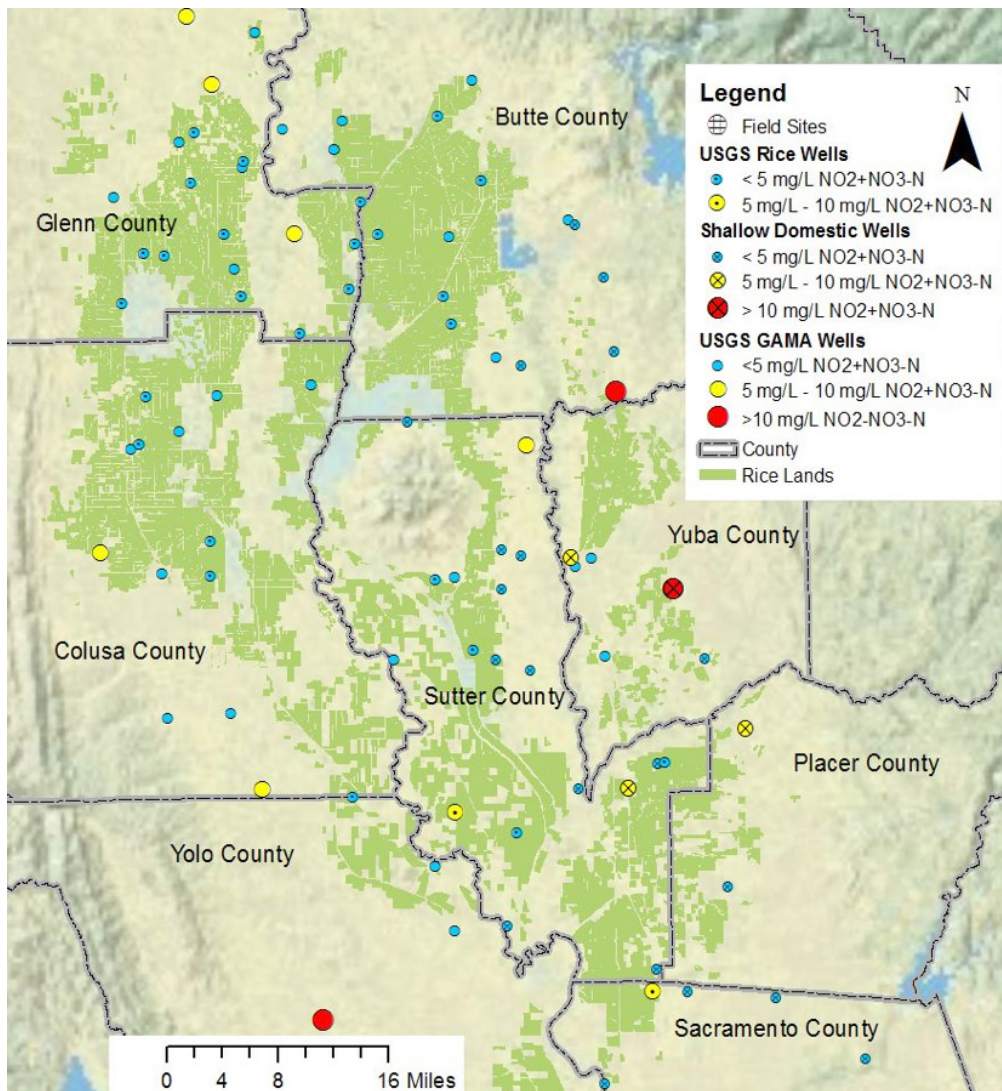 Butte County
Glenn County
Legend
N
Field Sites
USGS Rice Wells
< 5 mg/L NO2+NO3-N
5 mg/L - 10 mg/L NO2+NO3-N
Shallow Domestic Wells
< 5 mg/L NO2+NO3-N
5 mg/L - 10 mg/L NO2+NO3-N
> 10 mg/L NO2+NO3-N
USGS GAMA Wells
<5 mg/L NO2+NO3-N
5 mg/L - 10 mg/L NO2+NO3-N
>10 mg/L NO2-NO3-N
County
Rice Lands
Yuba County
Colusa County
Sutter County
Placer County
Yolo County
Sacramento County
0 4 8 16 Miles